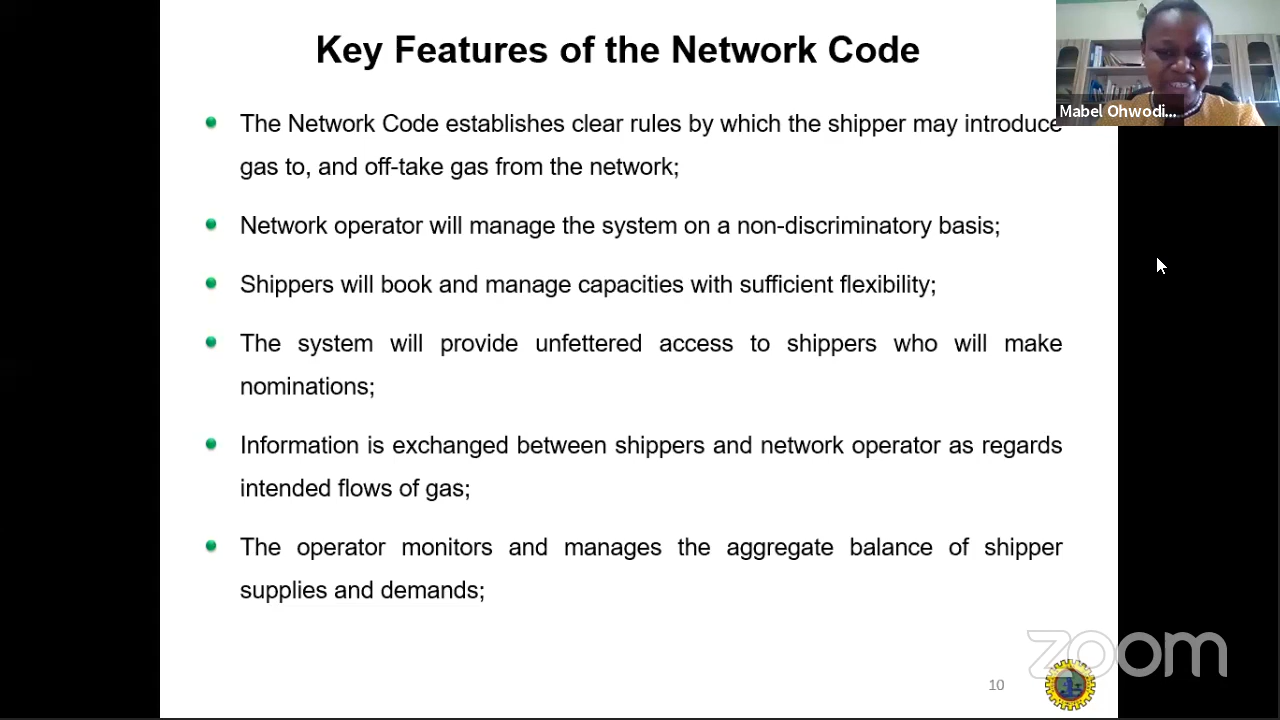 Key Features of the Network Code
Mabel Ohwodi...
The Network Code establishes clear rules by which the shipper may introduce
gas to, and off-take gas from the network;
Network operator will manage the system on a non-discriminatory basis;
Shippers will book and manage capacities with sufficient flexibility;
The system will provide unfettered access to shippers who will make
nominations;
Information is exchanged between shippers and network operator as regards
intended flows of gas;
The operator monitors and manages the aggregate balance of shipper
supplies and demands;
zoom
10